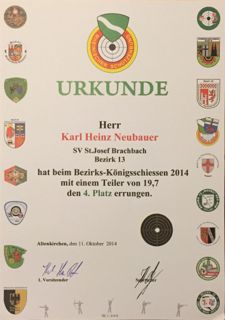 URKUNDE
Herr
Karl Heinz Neubauer
SV St.Josef Brachbach
Bezirk 13
hat beim Bezirks-Königsschiessen 2014
mit einem Teiler von 19,7
den 4. Platz errungen.
Altenkirchen, den 11. Oktober 2014
1. Vorsitzender